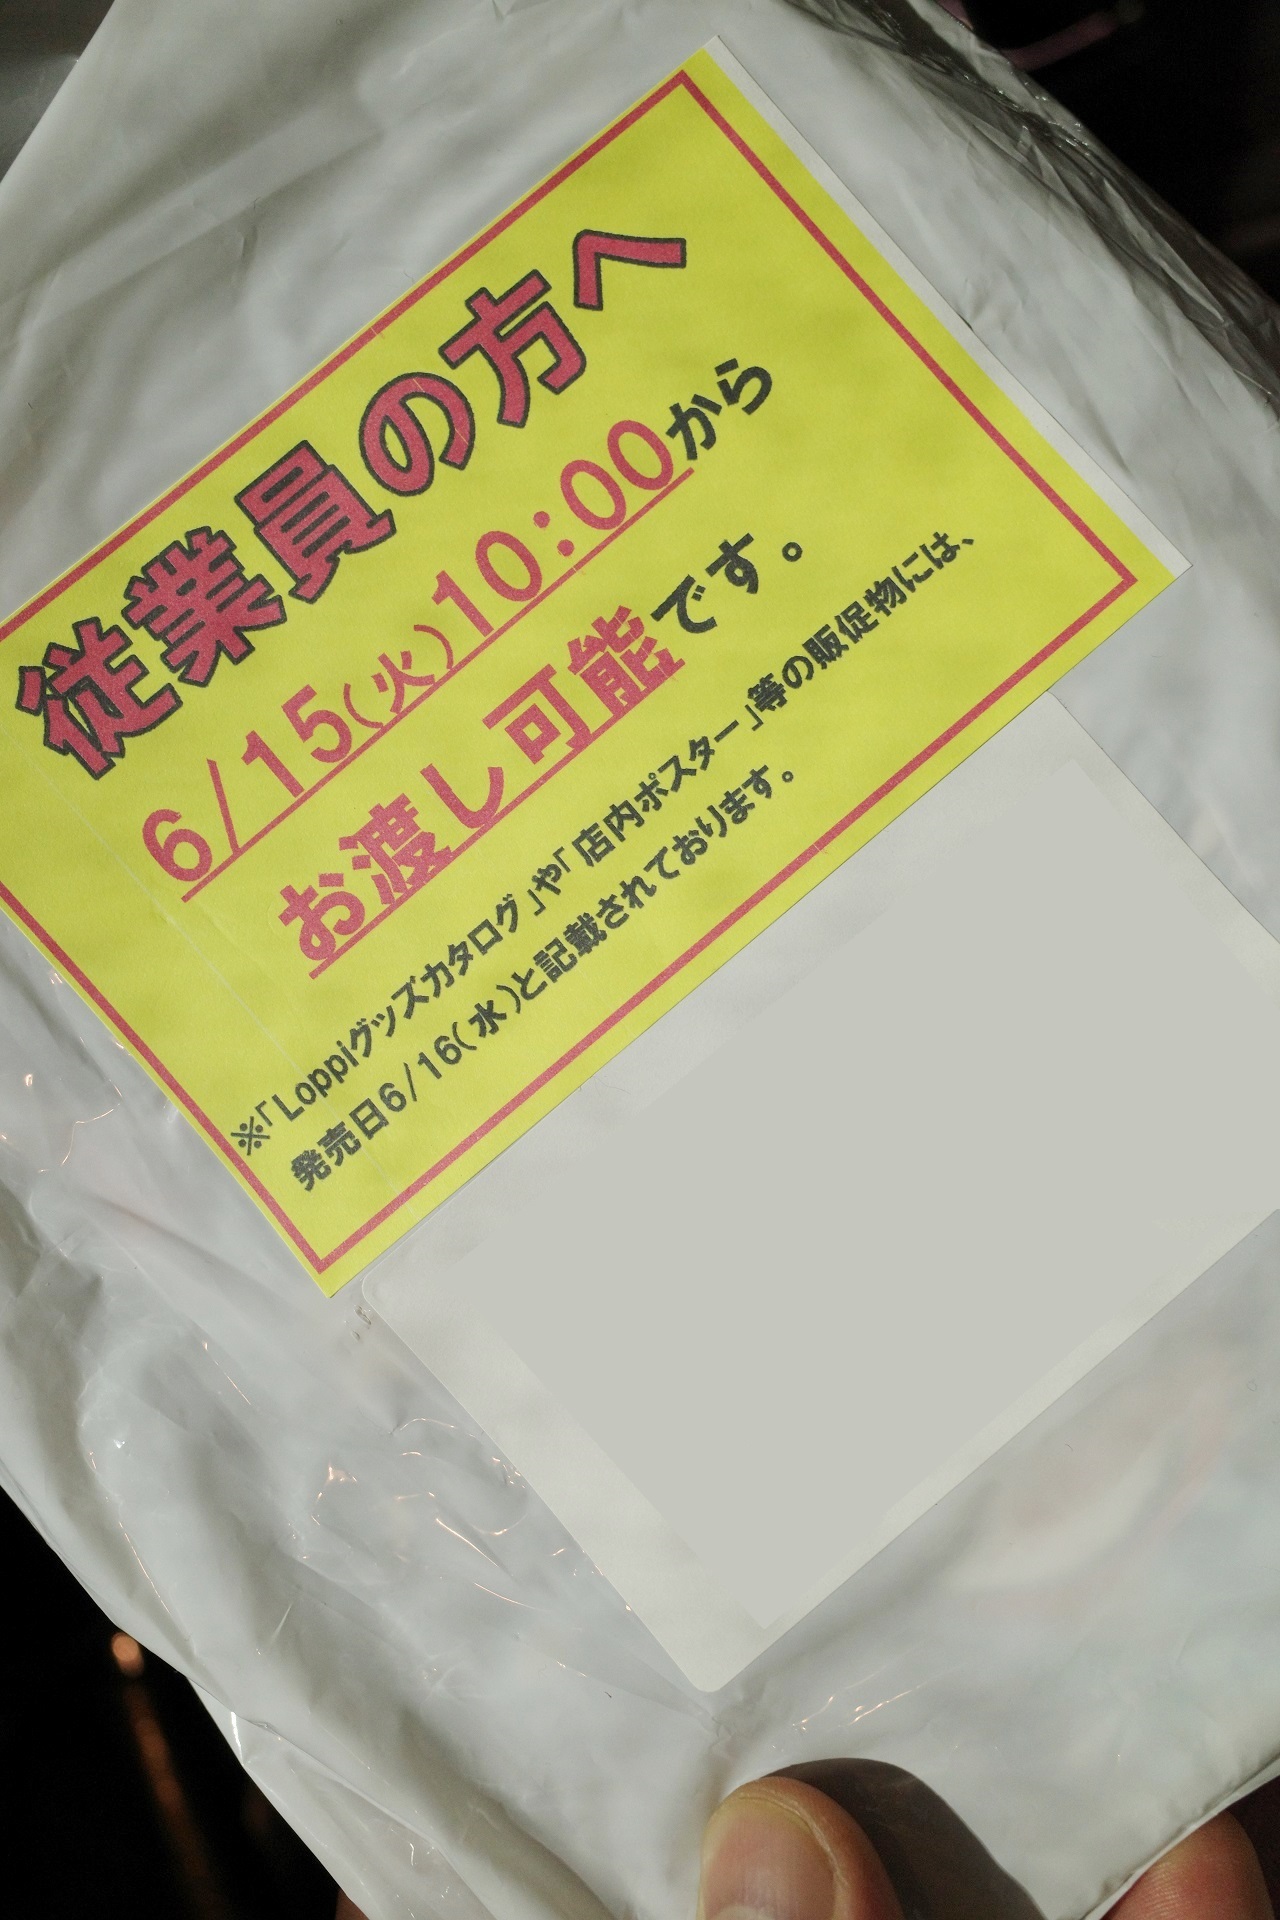 従業員の方へ
6/15(火)10:00から
お渡し可能です。
※「Loppiグッズカタログ」や「店内ポスター」等の販促物には、
発売日6/16(水)と記載されております。